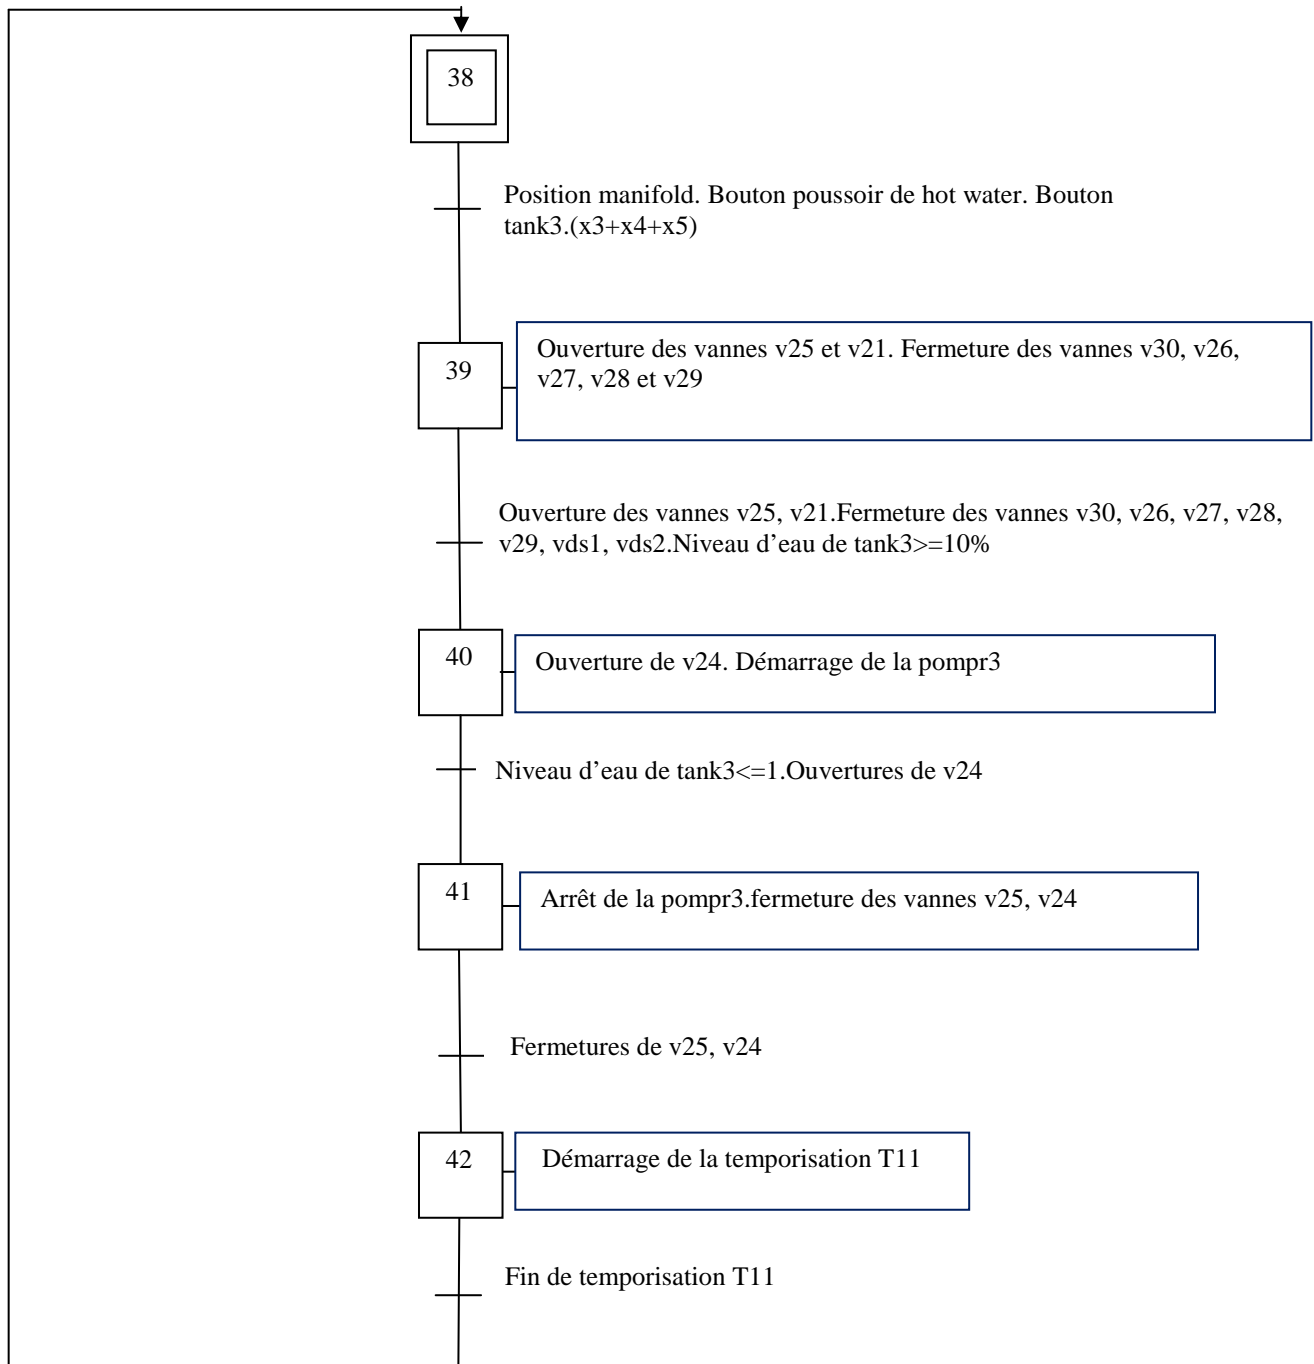 38
Position manifold. Bouton poussoir de hot water. Bouton
tank3.(x3+x4+x5)
39
Ouverture des vannes v25 et v21. Fermeture des vannes v30, v26,
v27, v28 et v29
Ouverture des vannes v25, v21.Fermeture des vannes v30, v26, v27, v28,
v29, vds1, vds2.Niveau d’eau de tank3>=10%
40
Ouverture de v24. Démarrage de la pompr3
Niveau d’eau de tank3<=1.Ouvertures de v24
41
Arrêt de la pompr3.fermeture des vannes v25, v24
Fermetures de v25, v24
42
Démarrage de la temporisation T11
Fin de temporisation T11